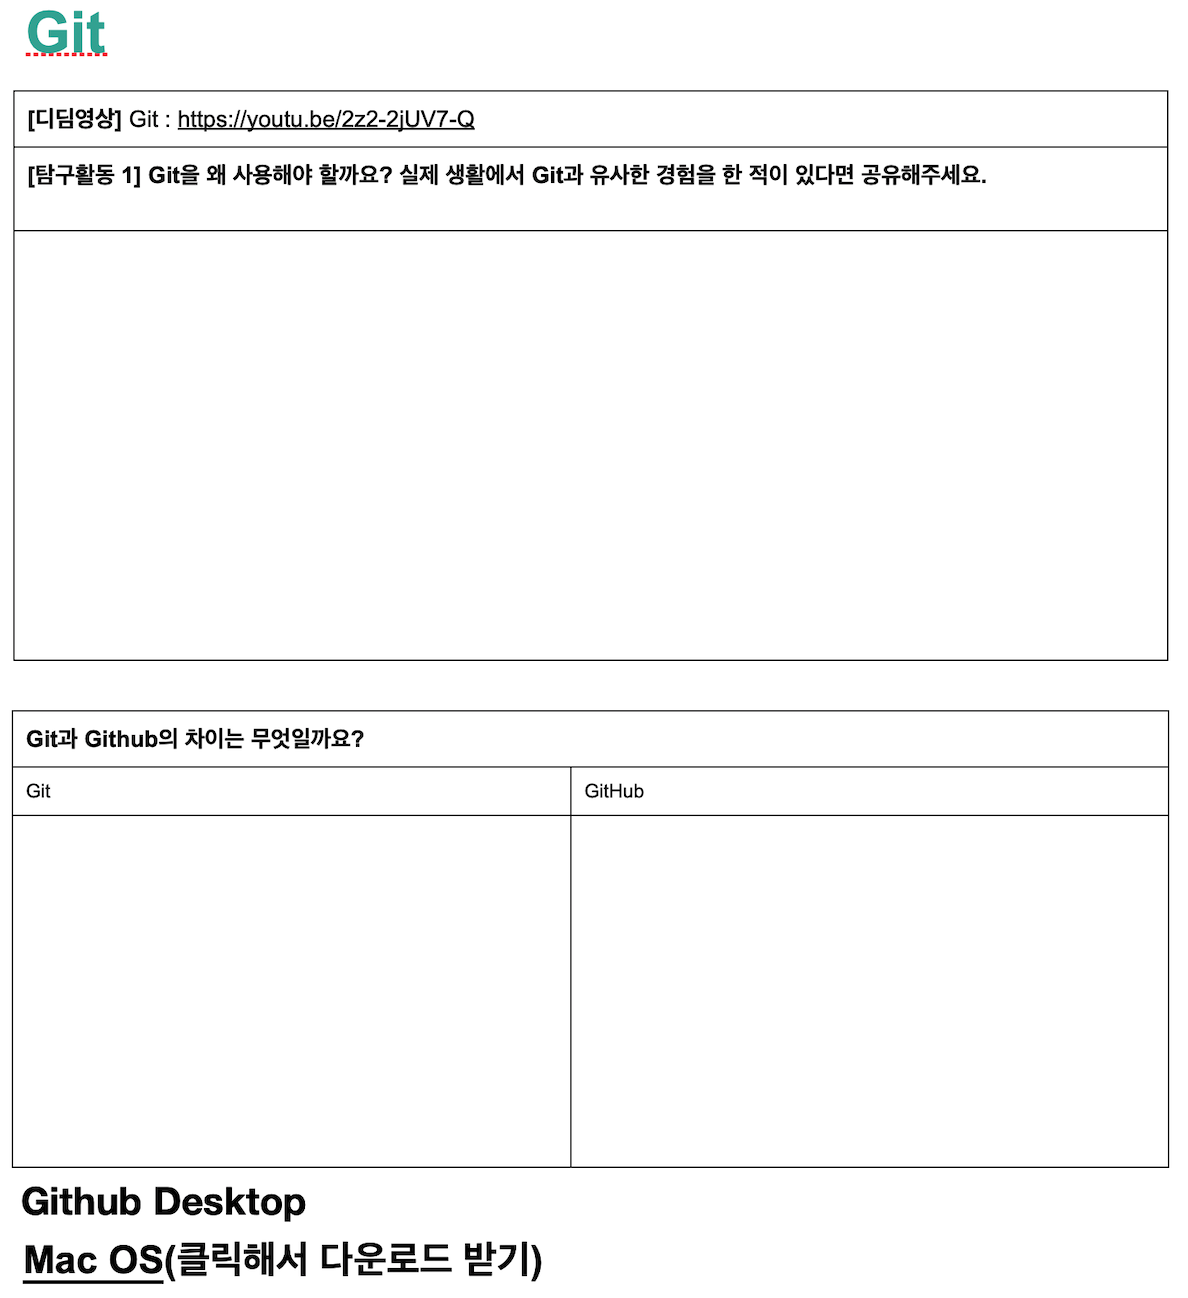 Git
[디딤영상] Git : https://youtu.be/2z2-2jUV7-Q
[탐구활동 1] Git을 왜 사용해야 할까요? 실제 생활에서 Git과 유사한 경험을 한 적이 있다면 공유해주세요.
Git과 Github의 차이는 무엇일까요?
Git
GitHub
Github Desktop
Mac OS(클릭해서 다운로드 받기)